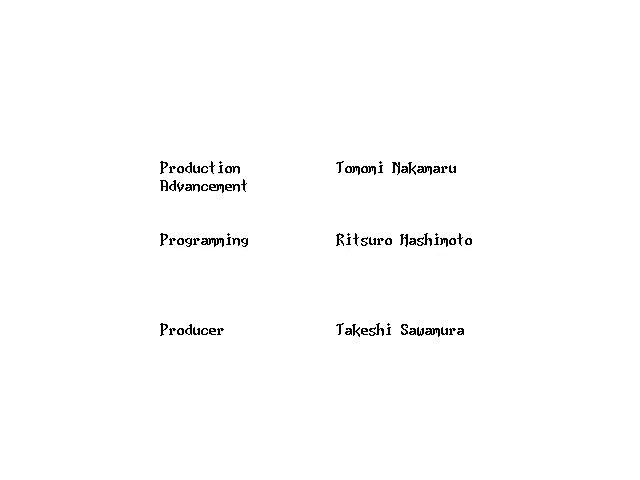 Production Tomomi Nakamaru
Advancement
Programming Ritsuro Hashimoto
Producer Takeshi Sawamura